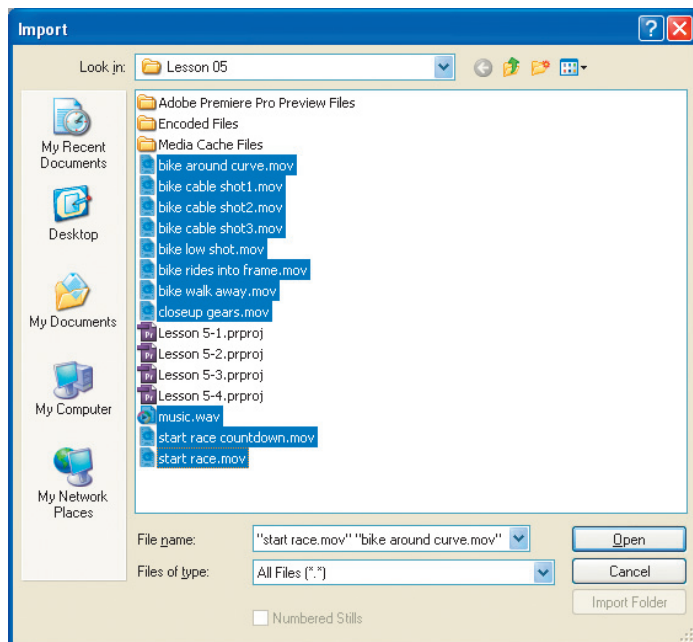 Import
Look in: Lesson 05
My Recent
Documents
Desktop
My Documents
My Computer
My Network
Places
Adobe Premiere Pro Preview Files
Encoded Files
Media Cache Files
bike around curve.mov
bike cable shot1.mov
bike cable shot2.mov
bike cable shot3.mov
bike low shot.mov
bike rides into frame.mov
bike walk away.mov
closeup gears.mov
Pr Lesson 5-1.prproj
Pr Lesson 5-2.prproj
Pr Lesson 5-3.prproj
Pr Lesson 5-4.prproj
music.wav
start race countdown.mov
start race.mov
File name: "start race.mov" "bike around curve.mov" Open
Files of type: All Files (*.*) Cancel
Import Folder
Numbered Stills